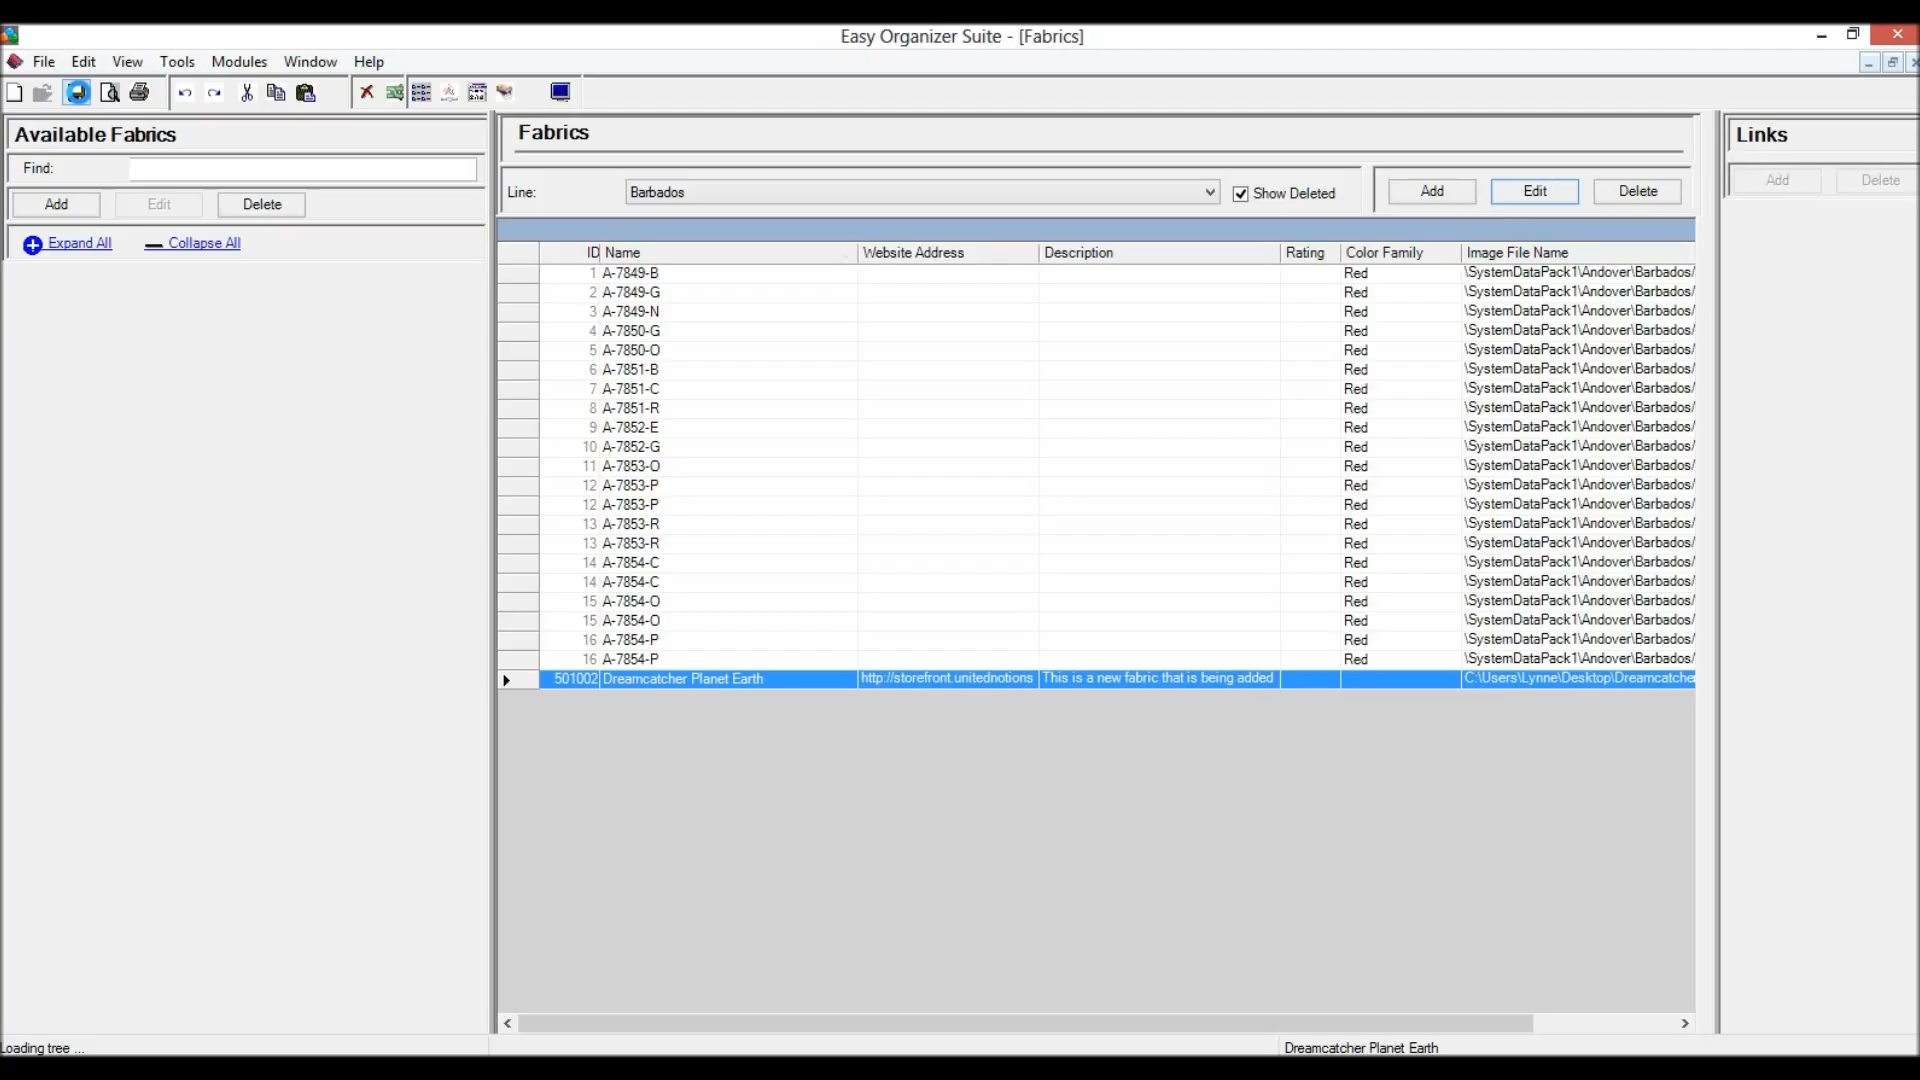 Easy Organizer Suite - [Fabrics]
File Edit View Tools Modules Window Help
Available Fabrics
Find:
Add Edit Delete
Expand All Collapse All
Fabrics
Line: Barbados Show Deleted Add Edit Delete
ID Name Website Address Description Rating Color Family Image File Name
1 A-7849-B Red \SystemDataPack1\Andover\Barbados/
2 A-7849-G Red \SystemDataPack1\Andover\Barbados/
3 A-7849-N Red \SystemDataPack1\Andover\Barbados/
4 A-7850-G Red \SystemDataPack1\Andover\Barbados/
5 A-7850-O Red \SystemDataPack1\Andover\Barbados/
6 A-7851-B Red \SystemDataPack1\Andover\Barbados/
7 A-7851-C Red \SystemDataPack1\Andover\Barbados/
8 A-7851-R Red \SystemDataPack1\Andover\Barbados/
9 A-7852-E Red \SystemDataPack1\Andover\Barbados/
10 A-7852-G Red \SystemDataPack1\Andover\Barbados/
11 A-7853-O Red \SystemDataPack1\Andover\Barbados/
12 A-7853-P Red \SystemDataPack1\Andover\Barbados/
12 A-7853-P Red \SystemDataPack1\Andover\Barbados/
13 A-7853-R Red \SystemDataPack1\Andover\Barbados/
13 A-7853-R Red \SystemDataPack1\Andover\Barbados/
14 A-7854-C Red \SystemDataPack1\Andover\Barbados/
14 A-7854-C Red \SystemDataPack1\Andover\Barbados/
15 A-7854-O Red \SystemDataPack1\Andover\Barbados/
15 A-7854-O Red \SystemDataPack1\Andover\Barbados/
16 A-7854-P Red \SystemDataPack1\Andover\Barbados/
16 A-7854-P Red \SystemDataPack1\Andover\Barbados/
501002 Dreamcatcher Planet Earth http://storefront.unitednotions This is a new fabric that is being added C:\Users\Lynne\Desktop\Dreamcatche
Links
Add Delete
Loading tree ...
Dreamcatcher Planet Earth